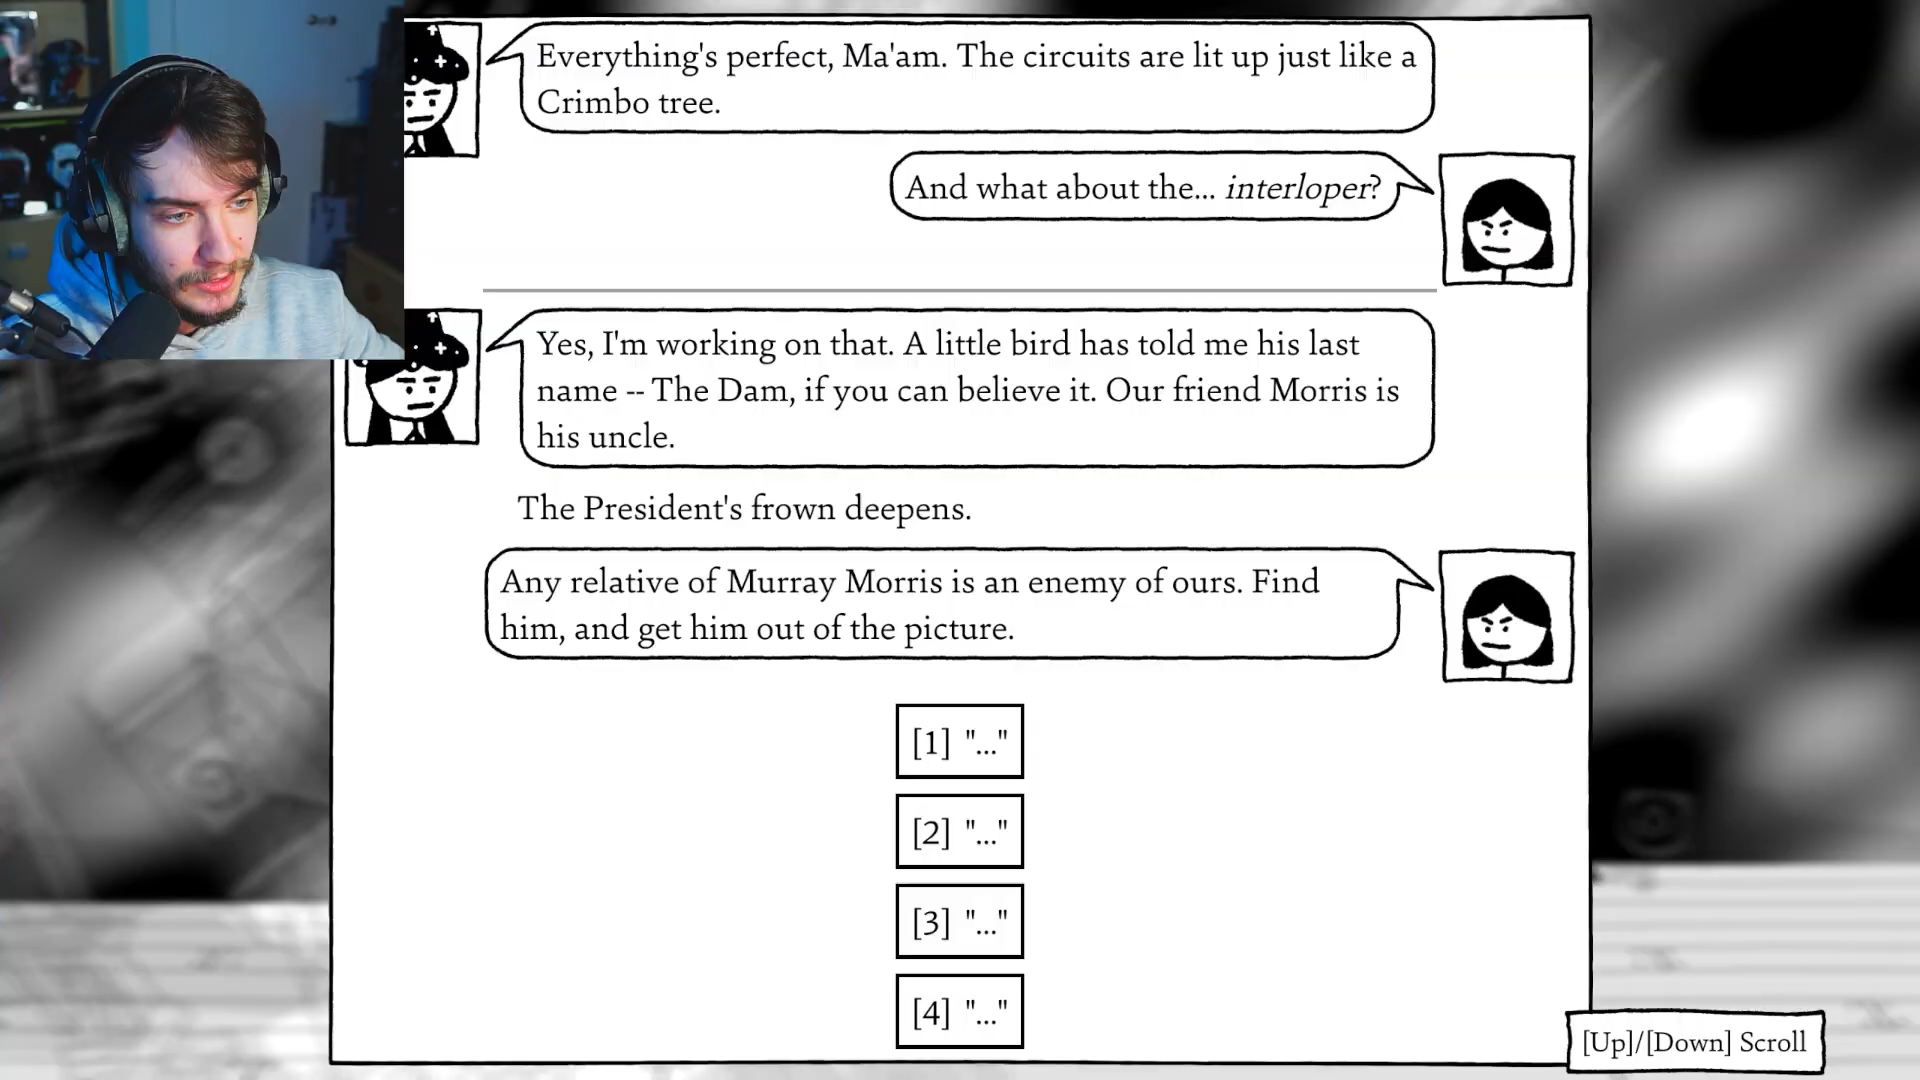 Everything's perfect, Ma'am. The circuits are lit up just like a
Crimbo tree.
And what about the... interloper?
Yes, I'm working on that. A little bird has told me his last
name -- The Dam, if you can believe it. Our friend Morris is
his uncle.
The President's frown deepens.
Any relative of Murray Morris is an enemy of ours. Find
him, and get him out of the picture.
[1] "..."
[2] "..."
[3] "..."
[4] "..."
[Up]/[Down] Scroll